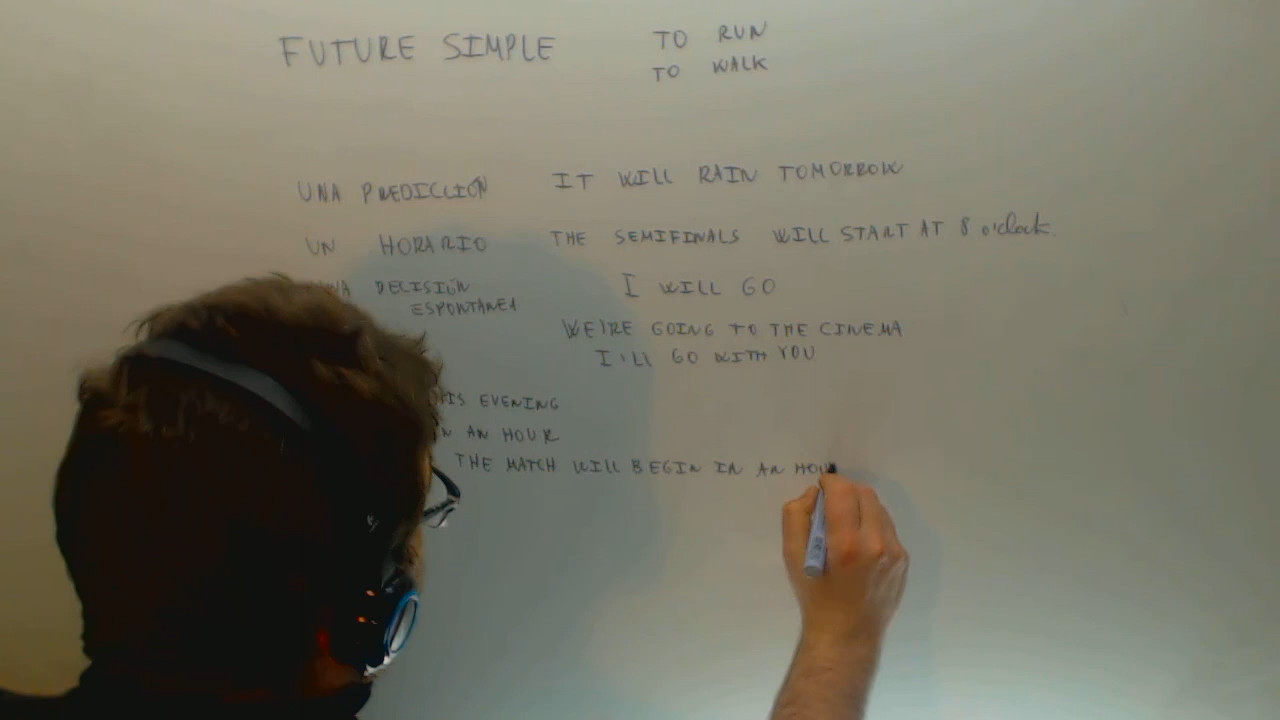 FUTURE SIMPLE
TO RUN
TO WALK
UNA PREDICCIÓN IT WILL RAIN TOMORROW
UN HORARIO THE SEMIFINALS WILL START AT 8 o'clock.
DECISIÓN I WILL GO
ESPONTANEA
WE'RE GOING TO THE CINEMA
I'LL GO WITH YOU
EVENING
AN HOUR
THE MATCH WILL BEGIN IN AN HOU